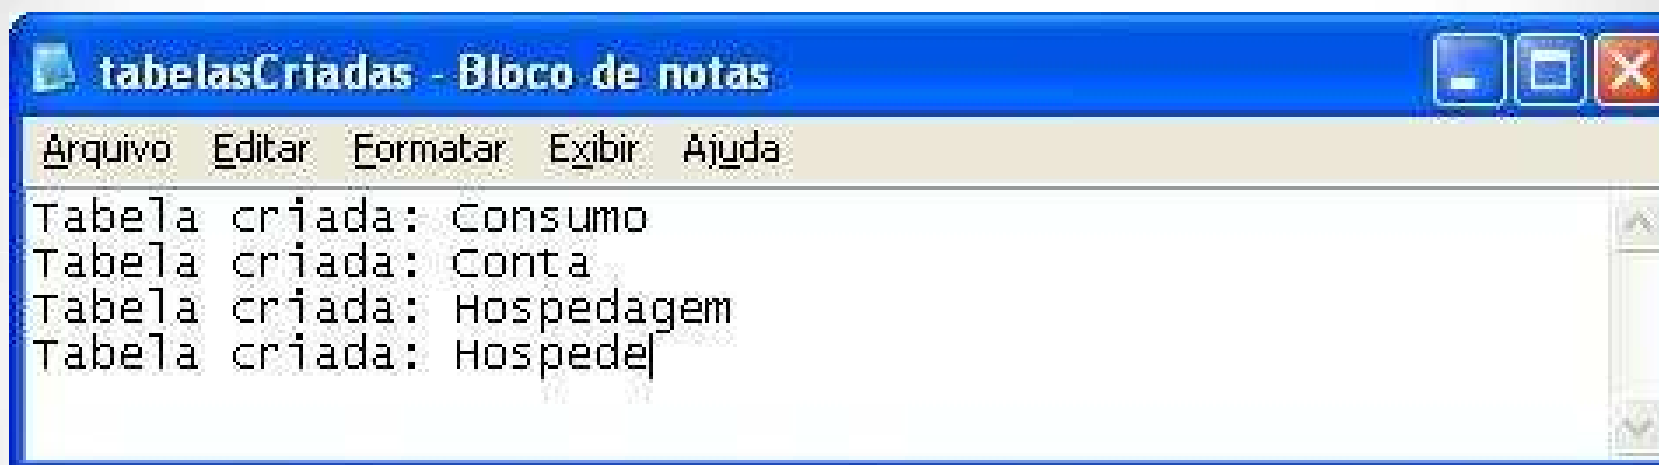 tabelasCriadas - Bloco de notas
Arquivo Editar Formatar Exibir Ajuda
Tabela criada: Consumo
Tabela criada: Conta
Tabela criada: Hospedagem
Tabela criada: Hospede